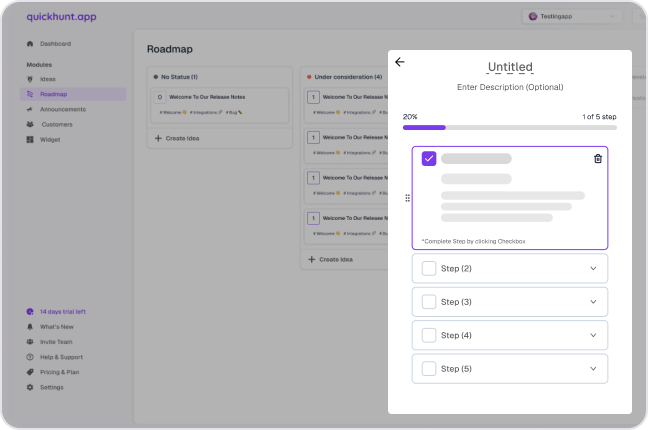 quickhunt.app
Testingapp
Dashboard
Modules
Ideas
Roadmap
Announcements
Customers
Widget
14 days trial left
What's New
Invite Team
Help & Support
Pricing & Plan
Settings
Roadmap
No Status (1)
0 Welcome To Our Release Notes
# Welcome 👋 # Integrations 🔗 # Bug 🐛
Create Idea
Under consideration (4)
1 Welcome To Our Release N
# Welcome 👋 # Integrations 🔗 # B
1 Welcome To Our Release N
# Welcome 👋 # Integrations 🔗 # B
1 Welcome To Our Release N
# Welcome 👋 # Integrations 🔗 # Bu
1 Welcome To Our Release N
# Welcome 👋 # Integrations 🔗 # Bu
Create Idea
Untitled
Enter Description (Optional)
20% 1 of 5 step
*Complete Step by clicking Checkbox
Step (2)
Step (3)
Step (4)
Step (5)